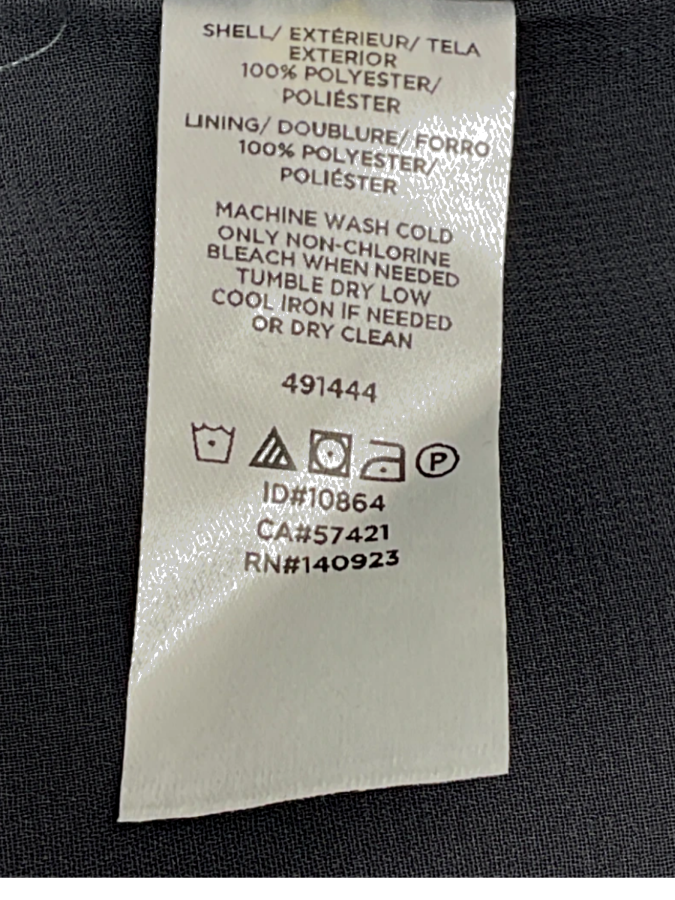 SHELL/ EXTÉRIEUR/ TELA
EXTERIOR
100% POLYESTER/
POLIÉSTER
LINING/ DOUBLURE/ FORRO
100% POLYESTER/
POLIÉSTER
MACHINE WASH COLD
ONLY NON-CHLORINE
BLEACH WHEN NEEDED
TUMBLE DRY LOW
COOL IRON IF NEEDED
OR DRY CLEAN
491444
P
ID#10864
CA#57421
RN#140923